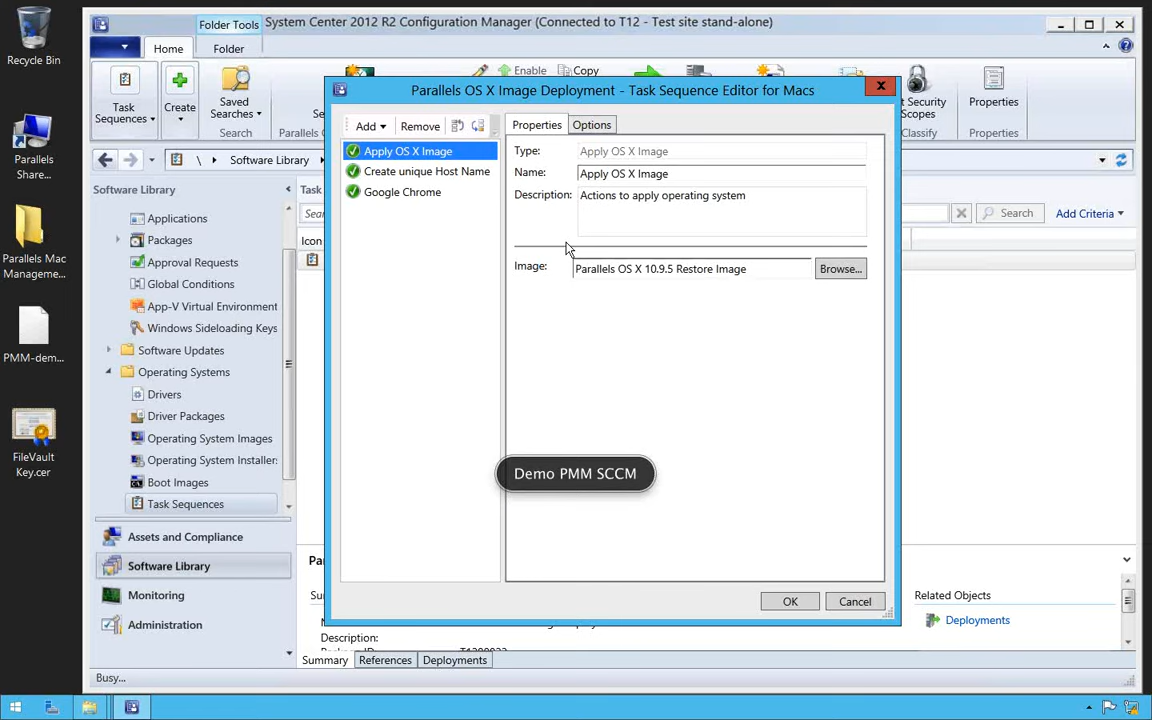 Recycle Bin
Parallels
Share...
Parallels Mac
Manageme...
PMM-dem...
FileVault
Key.cer
Folder Tools
System Center 2012 R2 Configuration Manager (Connected to T12 - Test site stand-alone)
Home
Folder
Task
Sequences
Create
Saved
Searches
Search
Enable
Copy
t Security
Scopes
Classify
Properties
Properties
\
Software Library
Software Library
Applications
Packages
Approval Requests
Global Conditions
App-V Virtual Environment
Windows Sideloading Keys
Software Updates
Operating Systems
Drivers
Driver Packages
Operating System Images
Operating System Installers
Boot Images
Task Sequences
Assets and Compliance
Software Library
Monitoring
Administration
Task
Sear
Search
Add Criteria
Icon
Parallels OS X Image Deployment - Task Sequence Editor for Macs
x
Add
Remove
Apply OS X Image
Create unique Host Name
Google Chrome
Properties
Options
Type:
Apply OS X Image
Name:
Apply OS X Image
Description:
Actions to apply operating system
Image:
Parallels OS X 10.9.5 Restore Image
Browse...
Demo PMM SCCM
OK
Cancel
Description:
Related Objects
Deployments
Summary
References
Deployments
Busy...